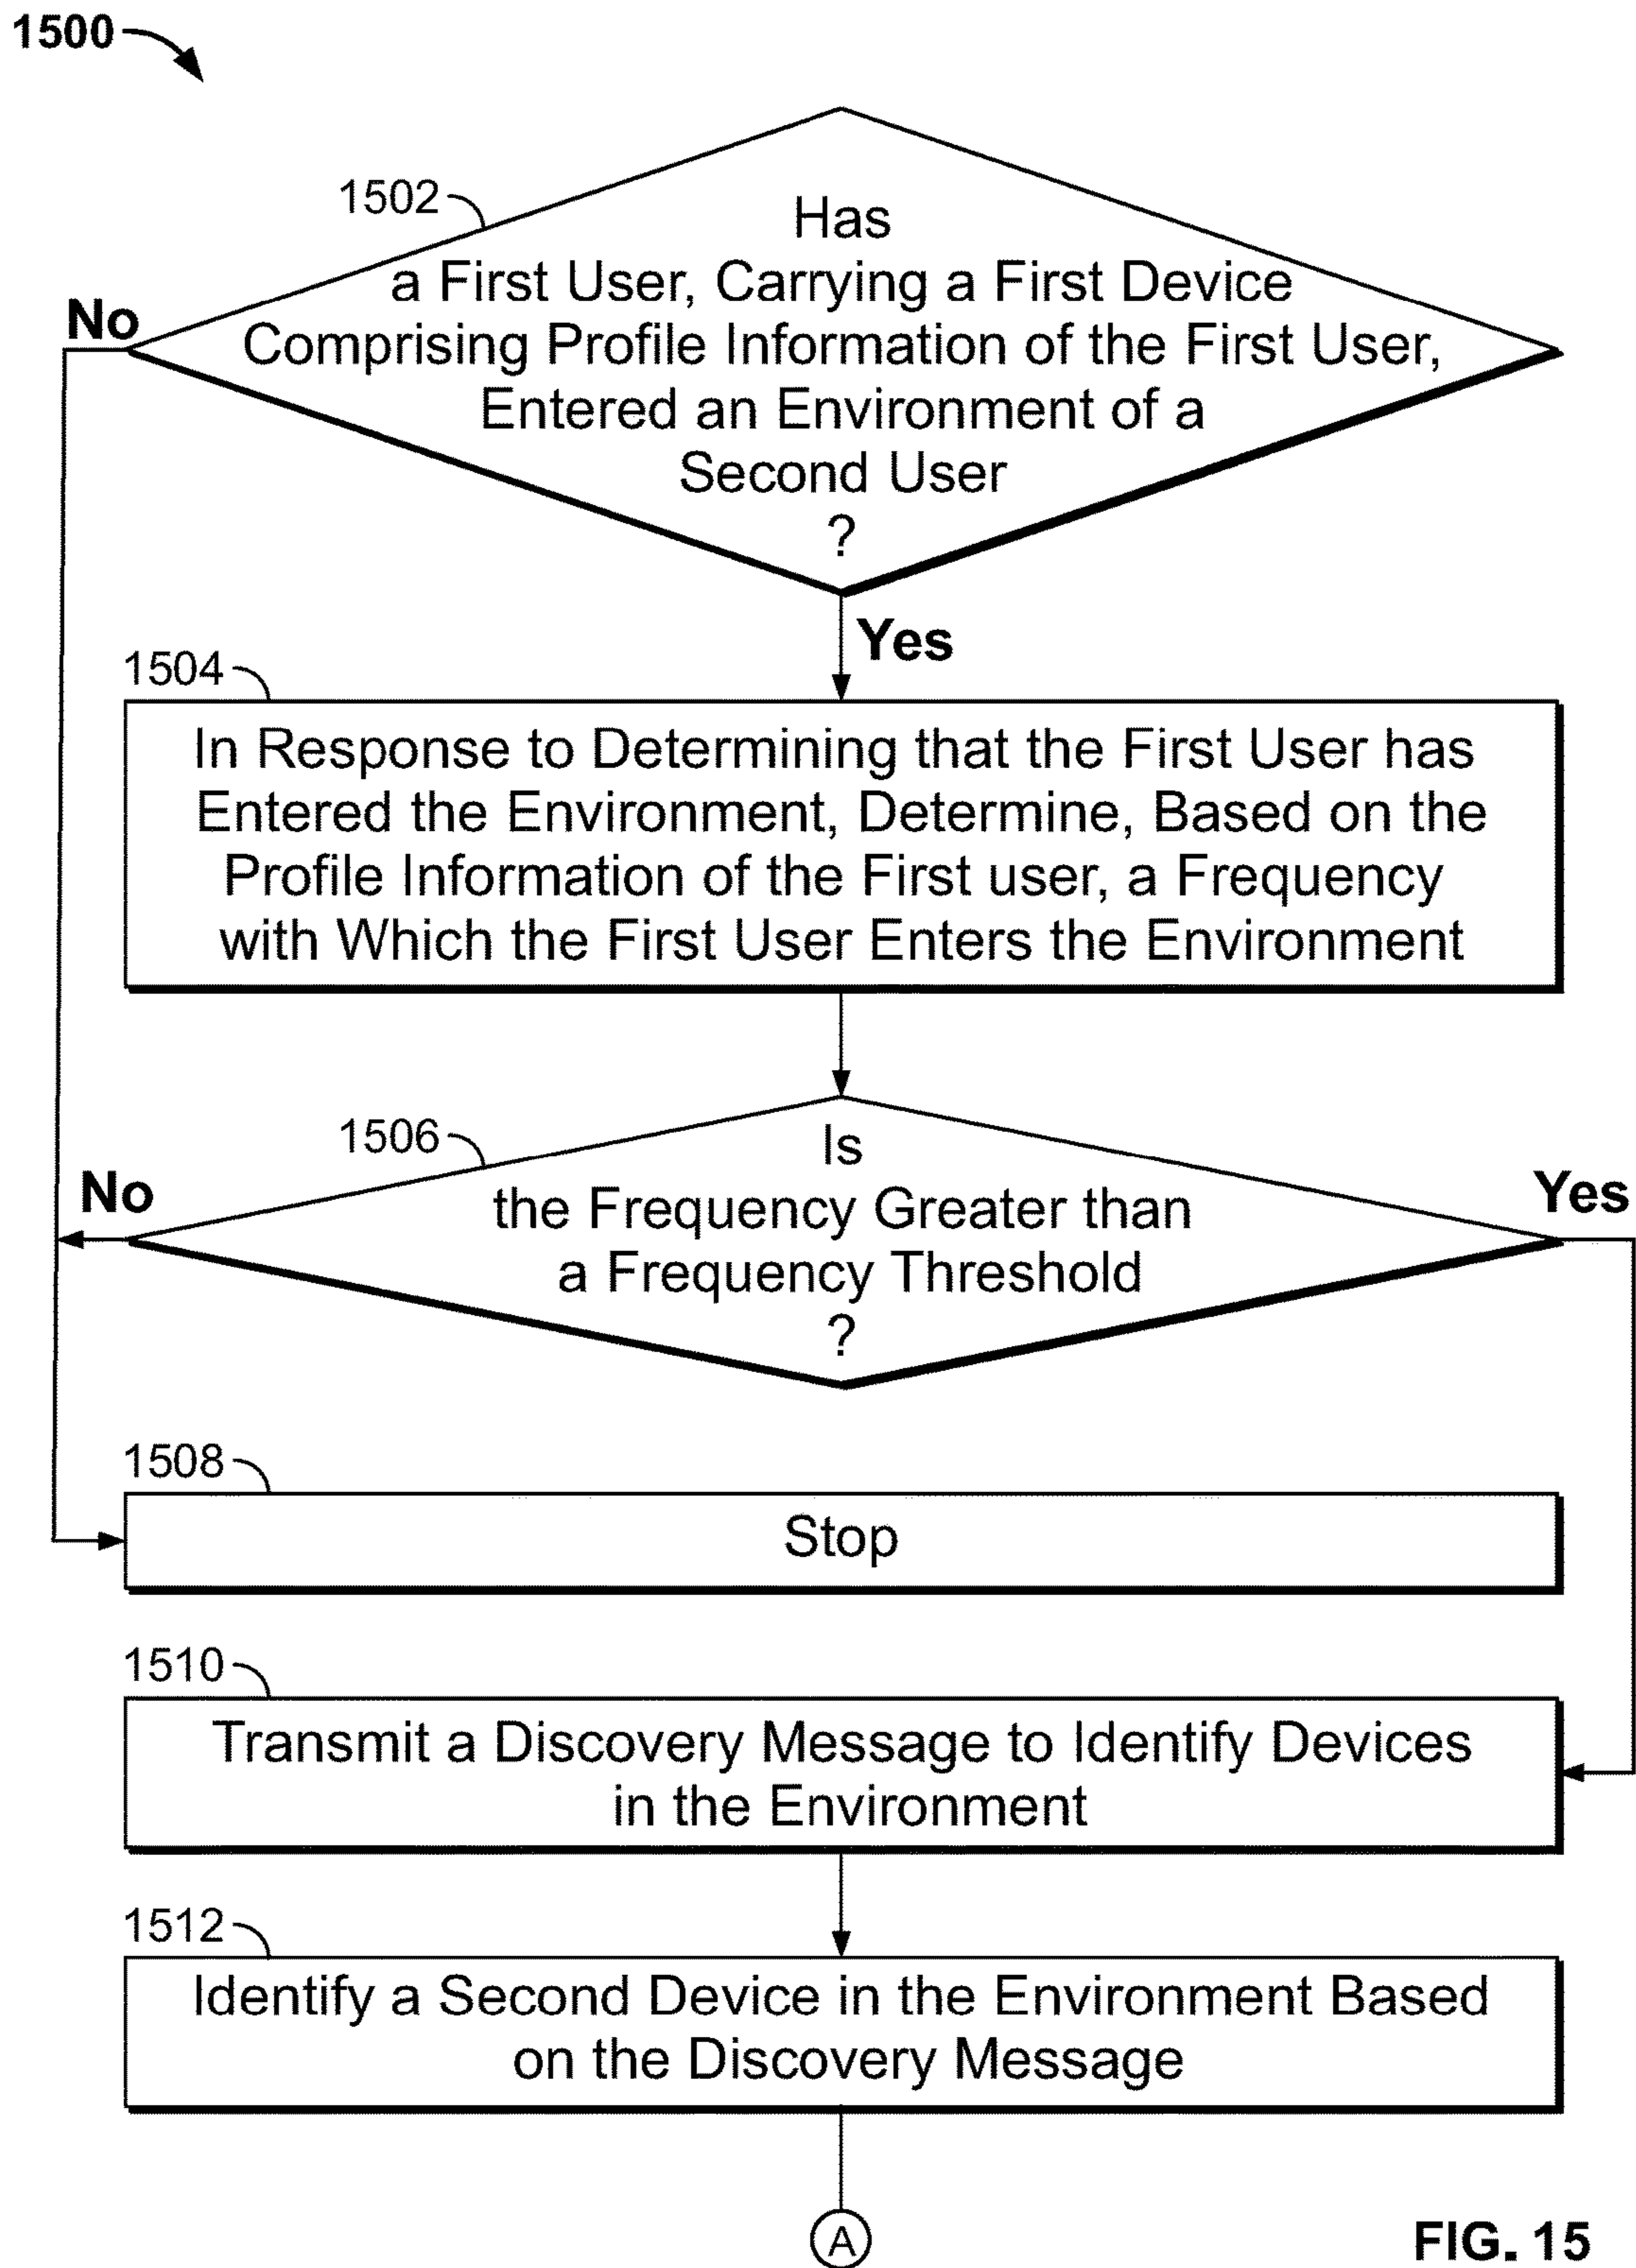 1500
1502
Has
a First User, Carrying a First Device
No
Comprising Profile Information of the First User,
Entered an Environment of a
Second User
?
Yes
1504
In Response to Determining that the First User has
Entered the Environment, Determine, Based on the
Profile Information of the First user, a Frequency
with Which the First User Enters the Environment
1506
Is
No
the Frequency Greater than
Yes
a Frequency Threshold
?
1508
Stop
1510
Transmit a Discovery Message to Identify Devices
in the Environment
1512
Identify a Second Device in the Environment Based
on the Discovery Message
A
FIG. 15